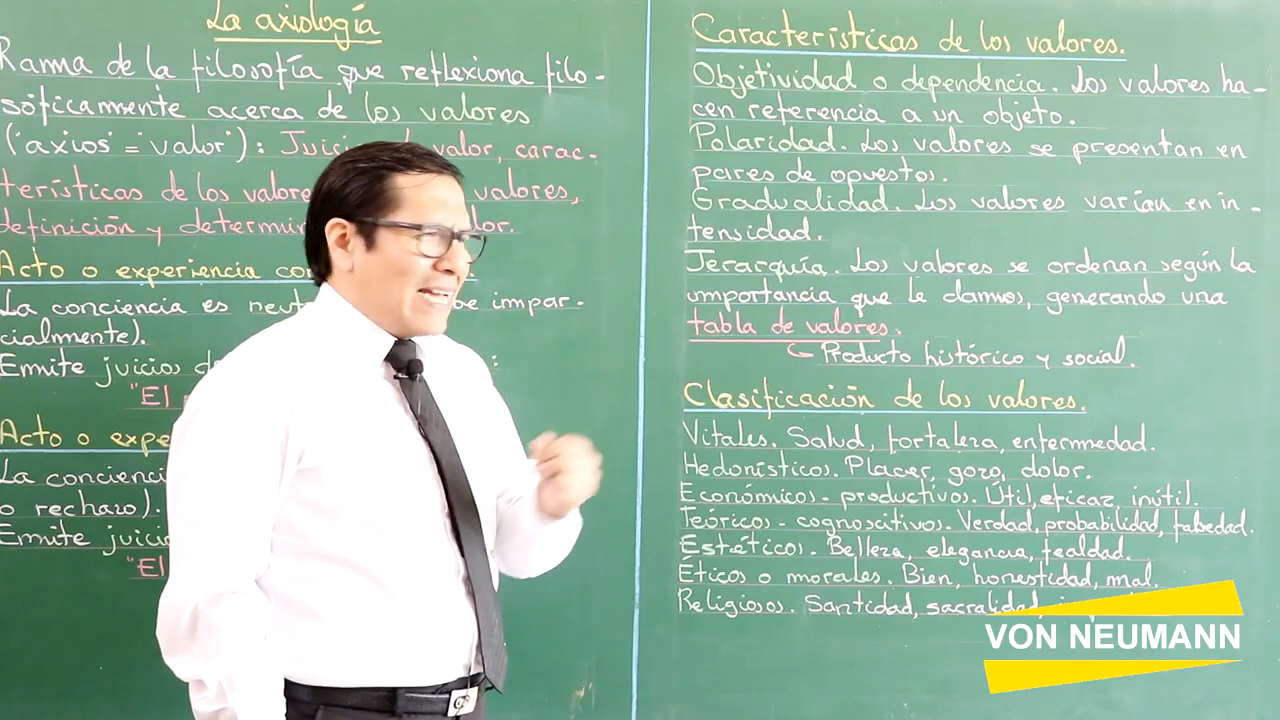 La axiología
Rama de la filosofía que reflexiona filo-
sóficamente acerca de los valores
("axios" = "valor"): Juici valor, carac-
terísticas de los valore valores,
definición y determin lor.
Acto o experiencia co
La conciencia es neut be impar-
cialmente).
Emite juicios d :
"El
Acto o expe
La concienci
o rechazo).
Emite juici
"El
Características de los valores.
Objetividad o dependencia. Los valores ha-
cen referencia a un objeto.
Polaridad. Los valores se presentan en
pares de opuestos.
Gradualidad. Los valores varían en in-
tensidad.
Jerarquía. Los valores se ordenan según la
importancia que le damos, generando una
tabla de valores.
Producto histórico y social.
Clasificación de los valores.
Vitales. Salud, fortaleza, enfermedad.
Hedonísticos. Placer, gozo, dolor.
Económicos-productivos. Útil, eficaz, inútil.
Teóricos-cognoscitivos. Verdad, probabilidad, falsedad.
Estéticos. Belleza, elegancia, fealdad.
Éticos o morales. Bien, honestidad, mal.
Religiosos. Santidad, sacralidad,
VON NEUMANN